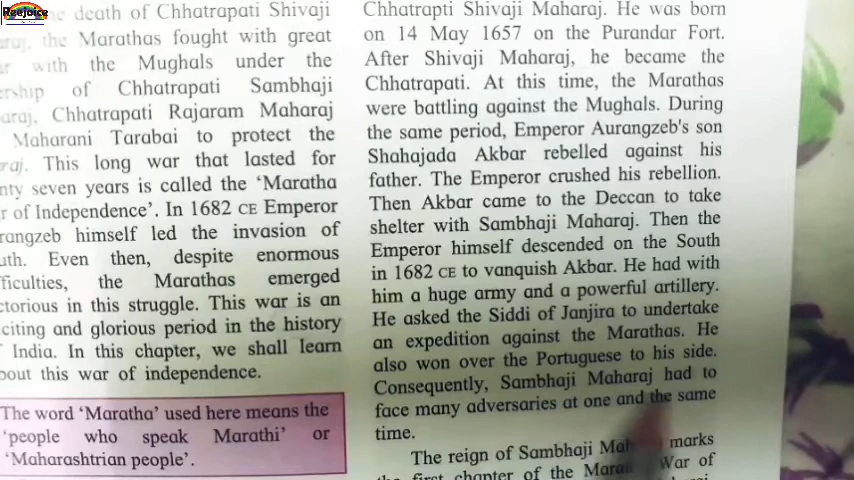 Reejoice
death of Chhatrapati Shivaji
the Marathas fought with great
with the Mughals under the
of Chhatrapati Sambhaji
Chhatrapati Rajaram Maharaj
Maharani Tarabai to protect the
This long war that lasted for
seven years is called the ‘Maratha
of Independence’. In 1682 CE Emperor
himself led the invasion of
Even then, despite enormous
the Marathas emerged
in this struggle. This war is an
and glorious period in the history
India. In this chapter, we shall learn
this war of independence.
The word ‘Maratha’ used here means the
‘people who speak Marathi’ or
‘Maharashtrian people’.
Chhatrapti Shivaji Maharaj. He was born
on 14 May 1657 on the Purandar Fort.
After Shivaji Maharaj, he became the
Chhatrapati. At this time, the Marathas
were battling against the Mughals. During
the same period, Emperor Aurangzeb's son
Shahajada Akbar rebelled against his
father. The Emperor crushed his rebellion.
Then Akbar came to the Deccan to take
shelter with Sambhaji Maharaj. Then the
Emperor himself descended on the South
in 1682 CE to vanquish Akbar. He had with
him a huge army and a powerful artillery.
He asked the Siddi of Janjira to undertake
an expedition against the Marathas. He
also won over the Portuguese to his side.
Consequently, Sambhaji Maharaj had to
face many adversaries at one and the same
time.
The reign of Sambhaji marks
the first chapter of the War of